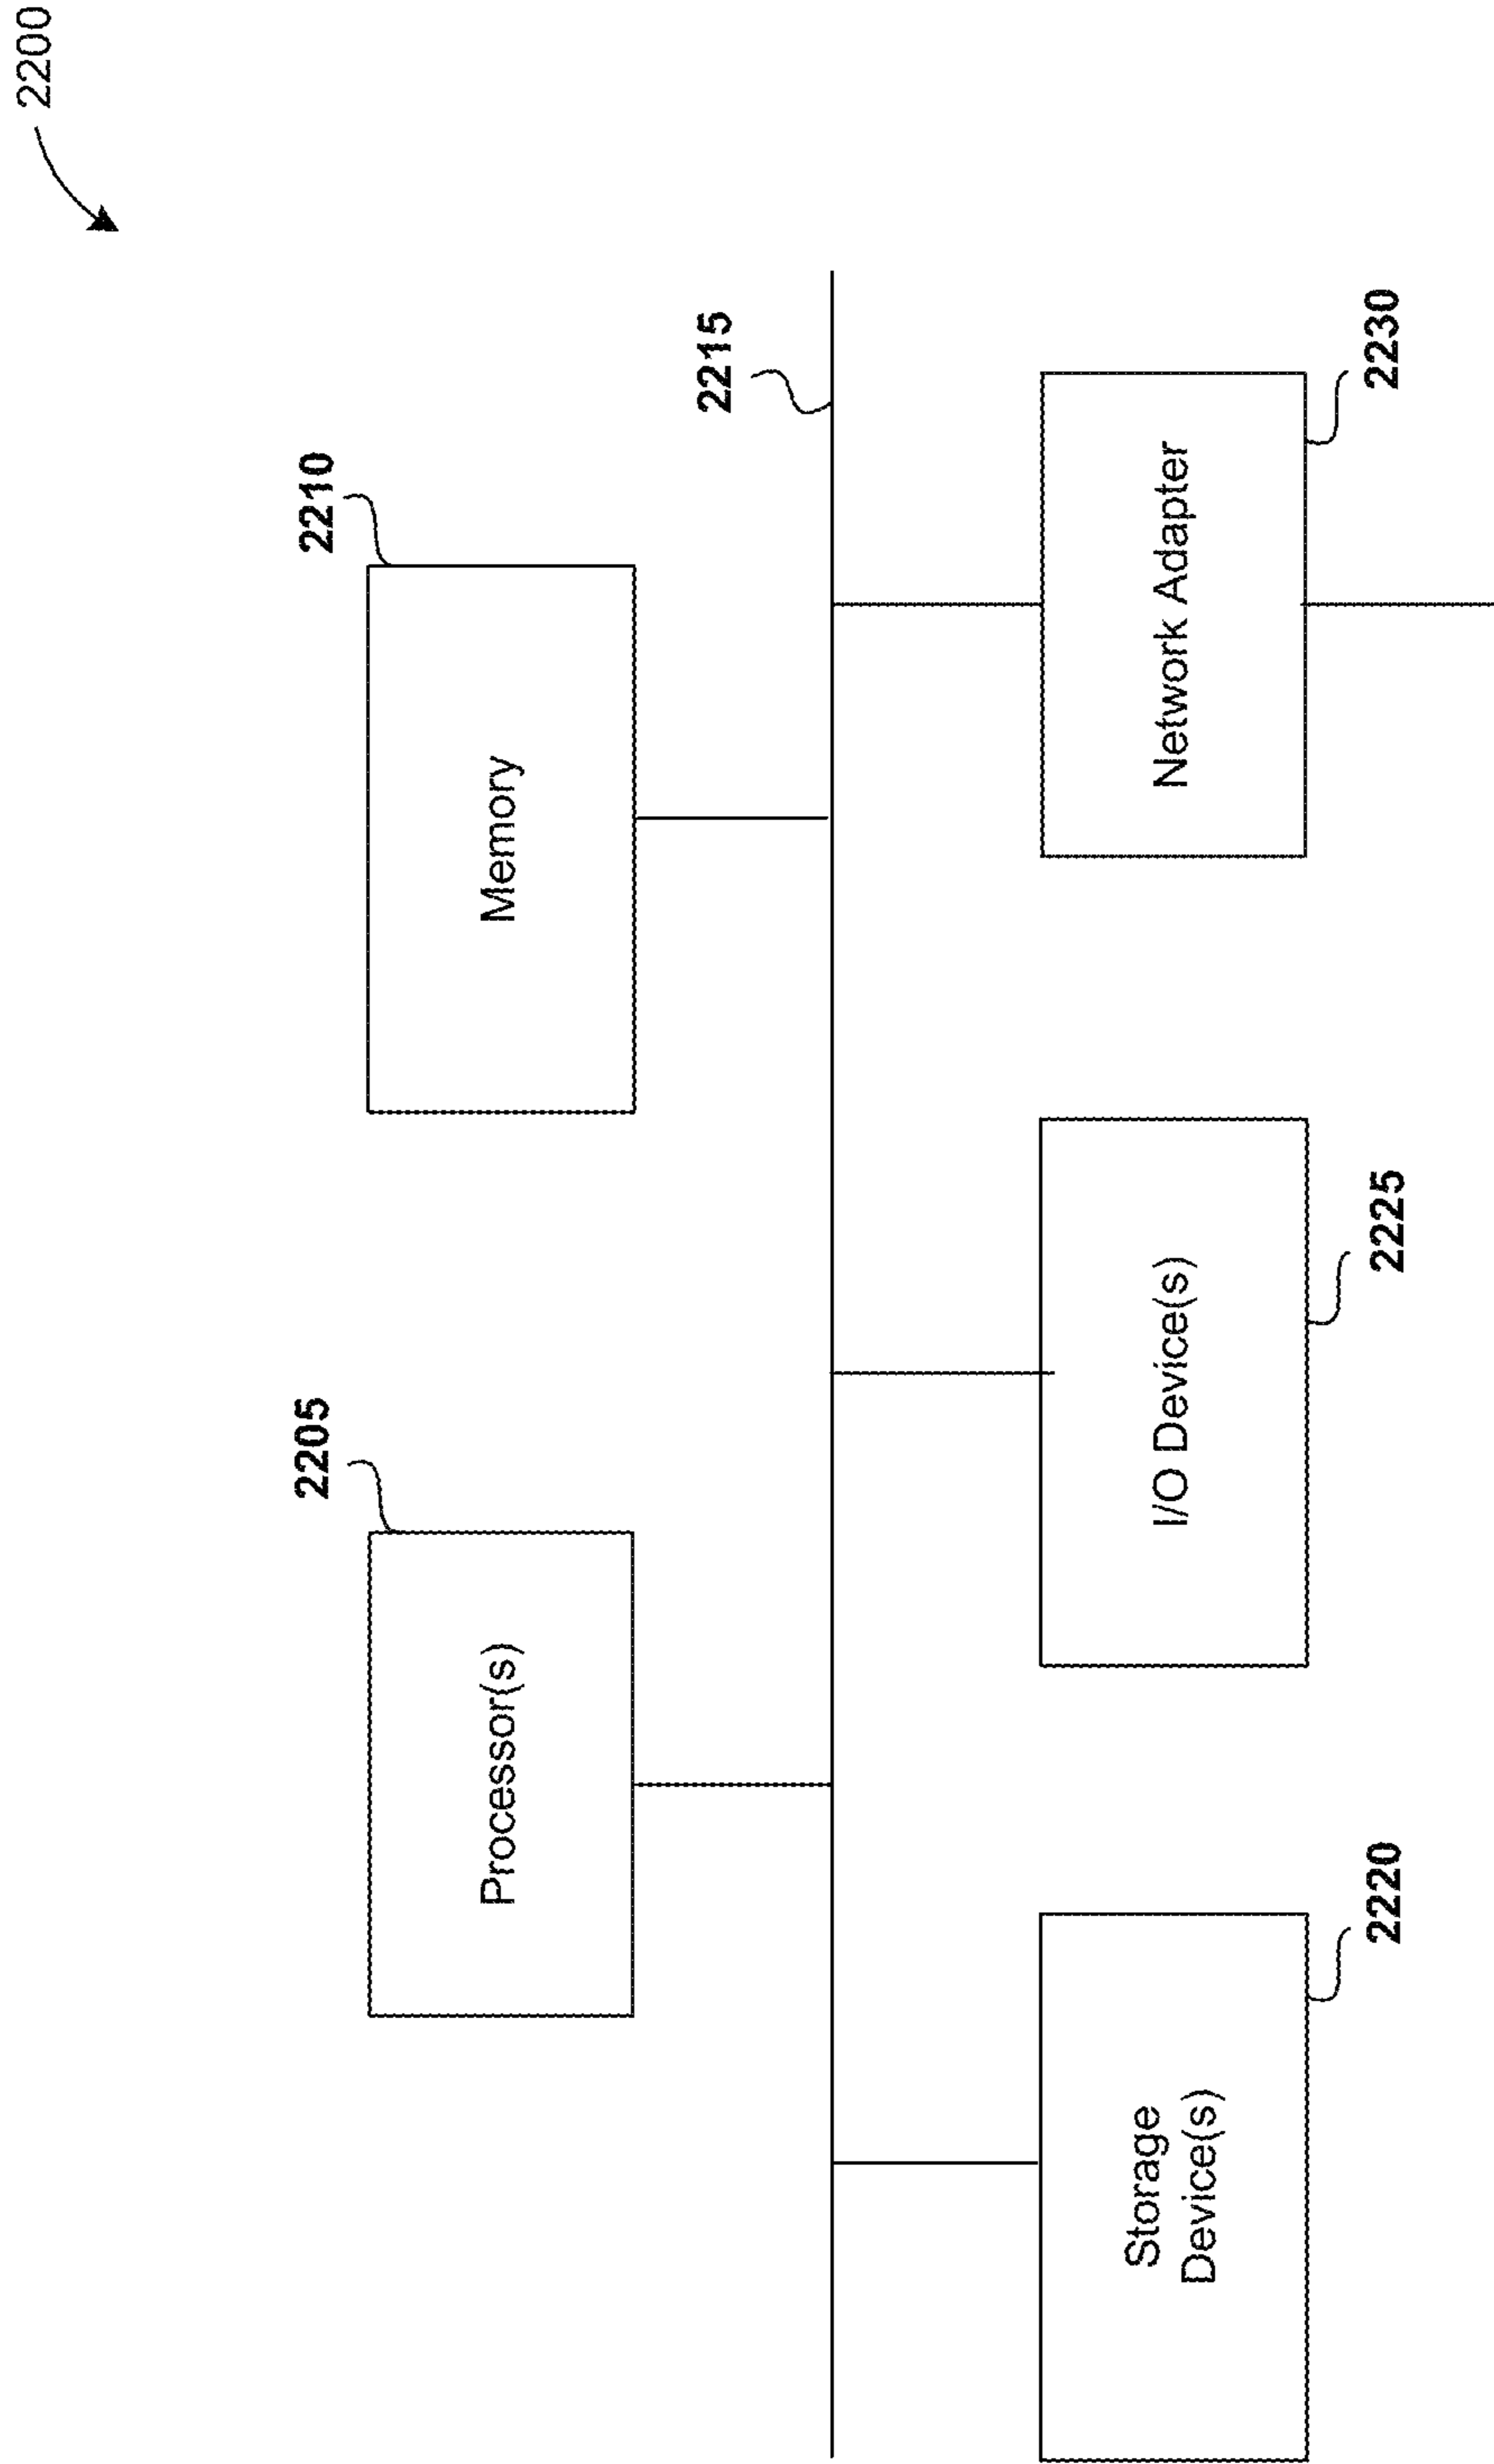 2200
2205
2210
Processor(s)
Memory
2215
Storage
Device(s)
I/O Device(s)
Network Adapter
2220
2225
2230